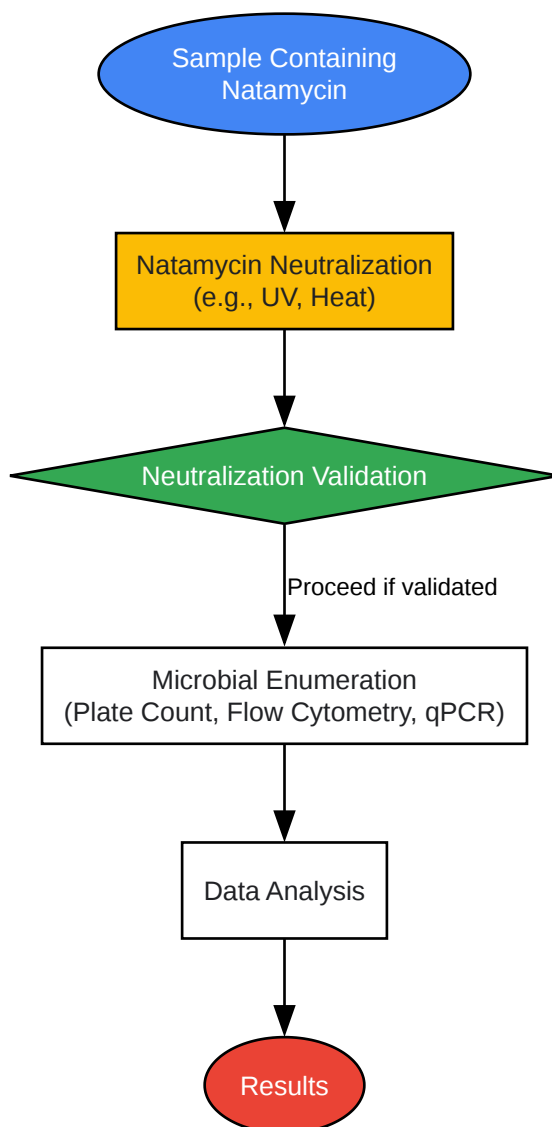 Sample Containing
Natamycin
Natamycin Neutralization
(e.g., UV, Heat)
Neutralization Validation
Proceed if validated
Microbial Enumeration
(Plate Count, Flow Cytometry, qPCR)
Data Analysis
Results